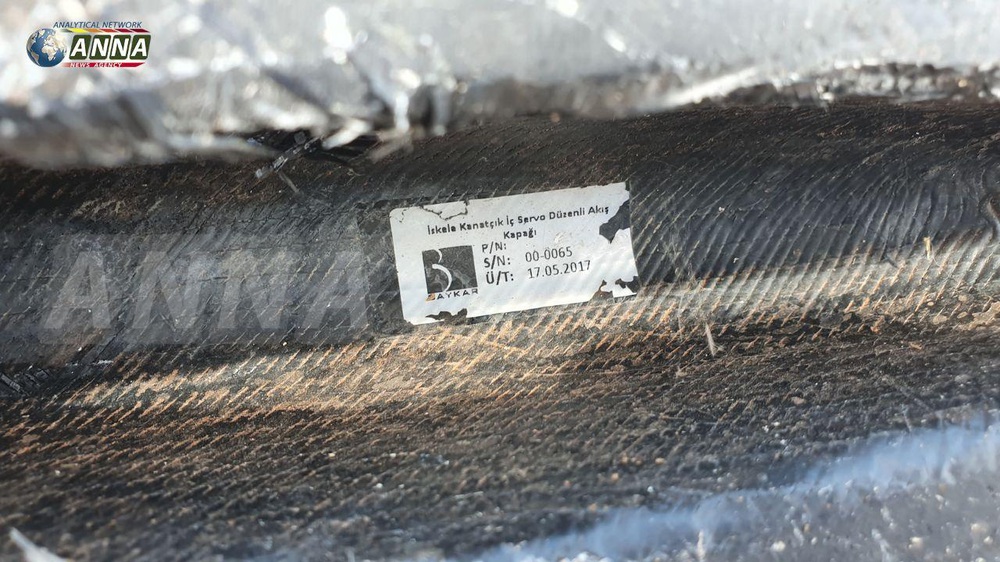 ANALYTICAL NETWORK
ANNA
NEWS AGENCY
İskele Kanatçık İç Servo Düzenli Akış
Kapağı
P/N:
S/N: 00-0065
Ü/T: 17.05.2017
BAYKAR
ANNA